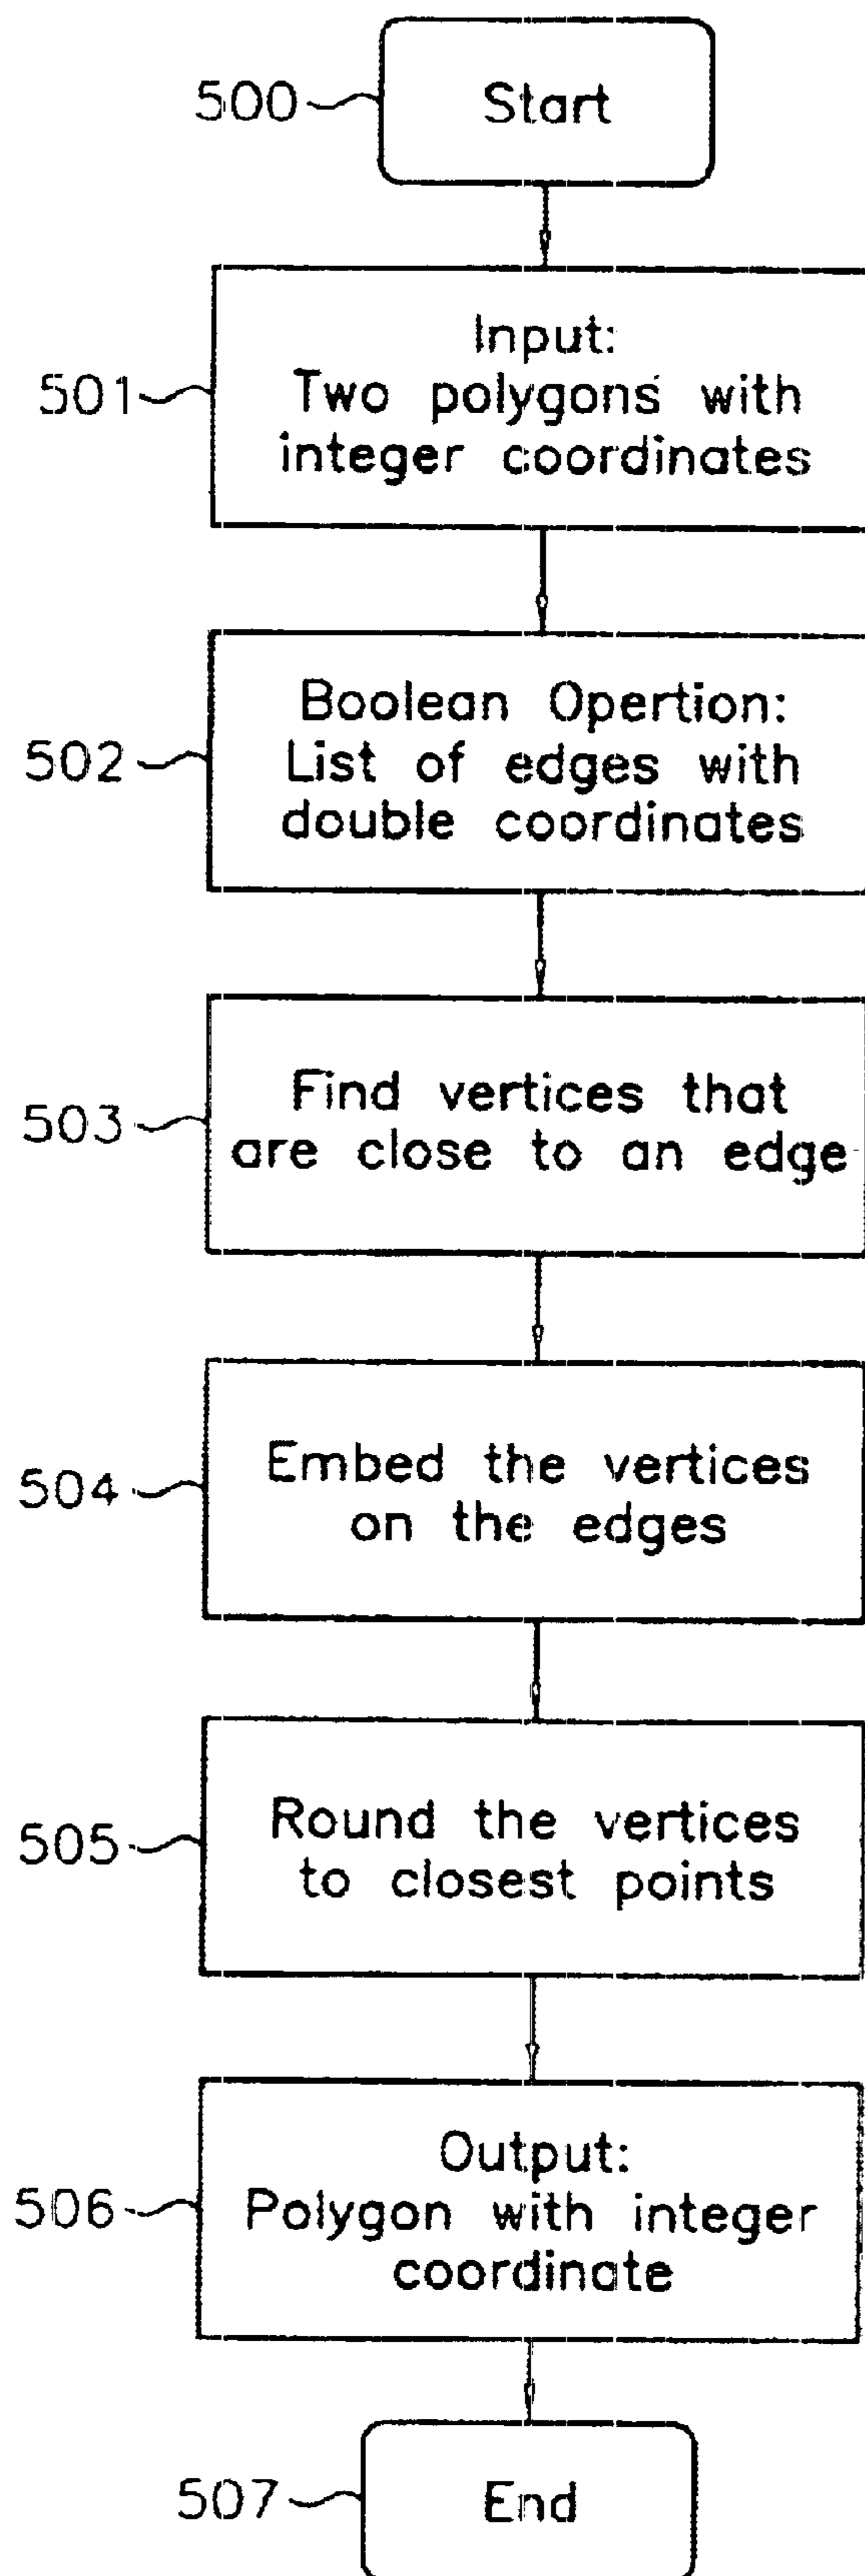 500
Start
501
Input:
Two polygons with
integer coordinates
502
Boolean Opertion:
List of edges with
double coordinates
503
Find vertices that
are close to an edge
504
Embed the vertices
on the edges
505
Round the vertices
to closest points
506
Output:
Polygon with integer
coordinate
507
End